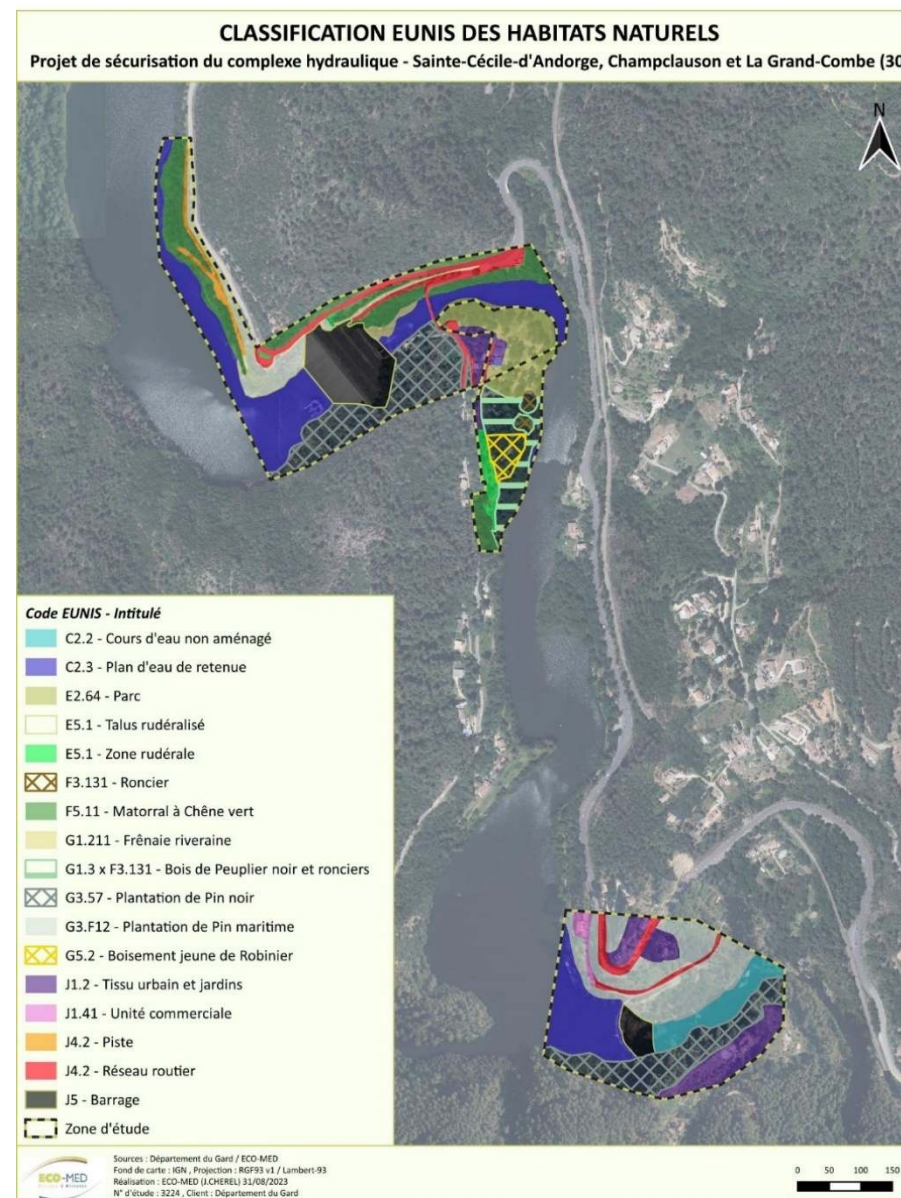 CLASSIFICATION EUNIS DES HABITATS NATURELS
Projet de sécurisation du complexe hydraulique - Sainte-Cécile-d'Andorge, Champclauson et La Grand-Combe (30
N
Code EUNIS - Intitulé
C2.2 - Cours d'eau non aménagé
C2.3 - Plan d'eau de retenue
E2.64 - Parc
E5.1 - Talus rudéralisé
E5.1 - Zone rudérale
F3.131 - Roncier
F5.11 - Matorral à Chêne vert
G1.211 - Frênaie riveraine
G1.3 x F3.131 - Bois de Peuplier noir et ronciers
G3.57 - Plantation de Pin noir
G3.F12 - Plantation de Pin maritime
G5.2 - Boisement jeune de Robinier
J1.2 - Tissu urbain et jardins
J1.41 - Unité commerciale
J4.2 - Piste
J4.2 - Réseau routier
J5 - Barrage
Zone d'étude
ECO-MED
Sources : Département du Gard / ECO-MED
Fond de carte : IGN , Projection : RGF93 v1 / Lambert-93
Réalisation : ECO-MED (J.CHEREL) 31/08/2023
N° d'étude : 3224 , Client : Département du Gard
0 50 100 150